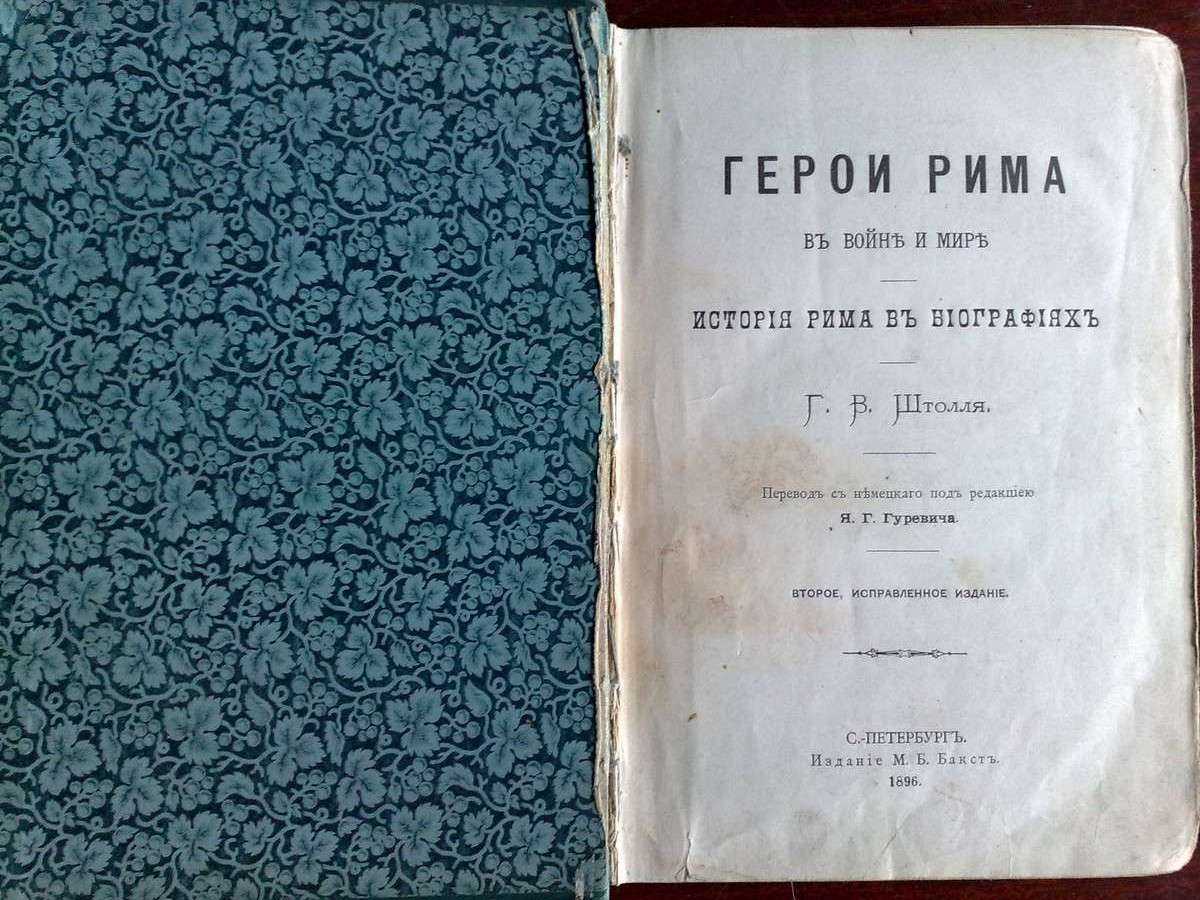 ГЕРОИ РИМА
ВЪ ВОЙНѢ И МИРѢ
ИСТОРІЯ РИМА ВЪ БІОГРАФІЯХЪ
Г. В. Штолля.
Переводъ съ нѣмецкаго подъ редакціею
Я. Г. Гуревича.
ВТОРОЕ, ИСПРАВЛЕННОЕ ИЗДАНІЕ.
С.-ПЕТЕРБУРГЪ.
Изданіе М. Б. Бакстъ.
1896.